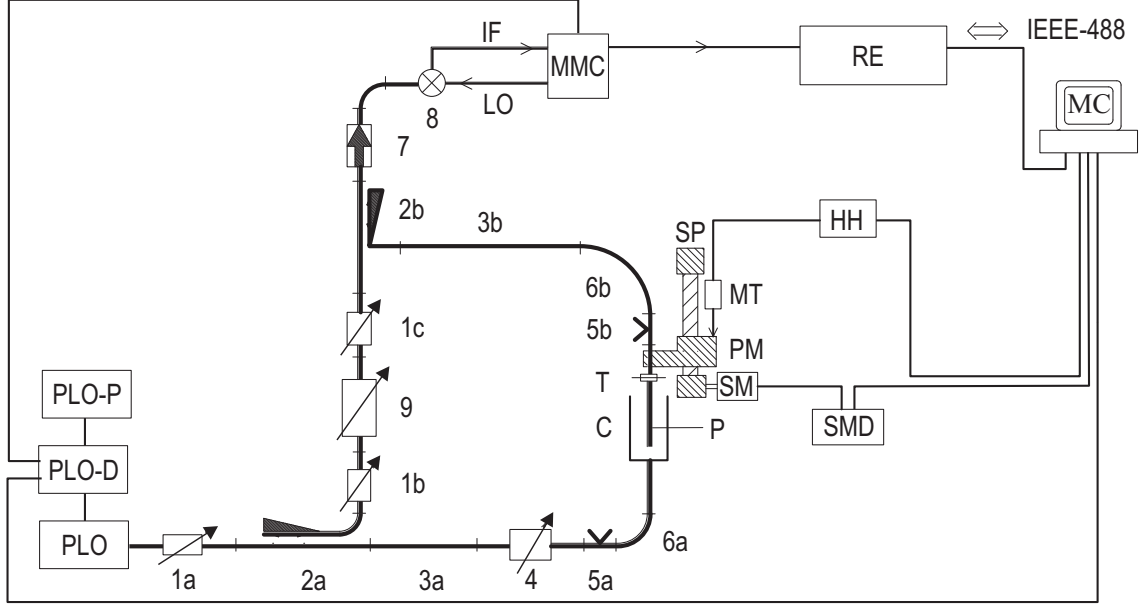 IF
MMC
RE
IEEE-488
LO
MC
8
7
2b
3b
SP
HH
6b
MT
1c
5b
PM
T
SM
PLO-P
9
C
P
SMD
PLO-D
1b
PLO
6a
1a
2a
3a
4
5a